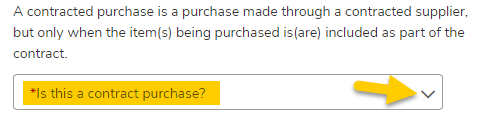 A contracted purchase is a purchase made through a contracted supplier,
but only when the item(s) being purchased is(are) included as part of the
contract.
*Is this a contract purchase?